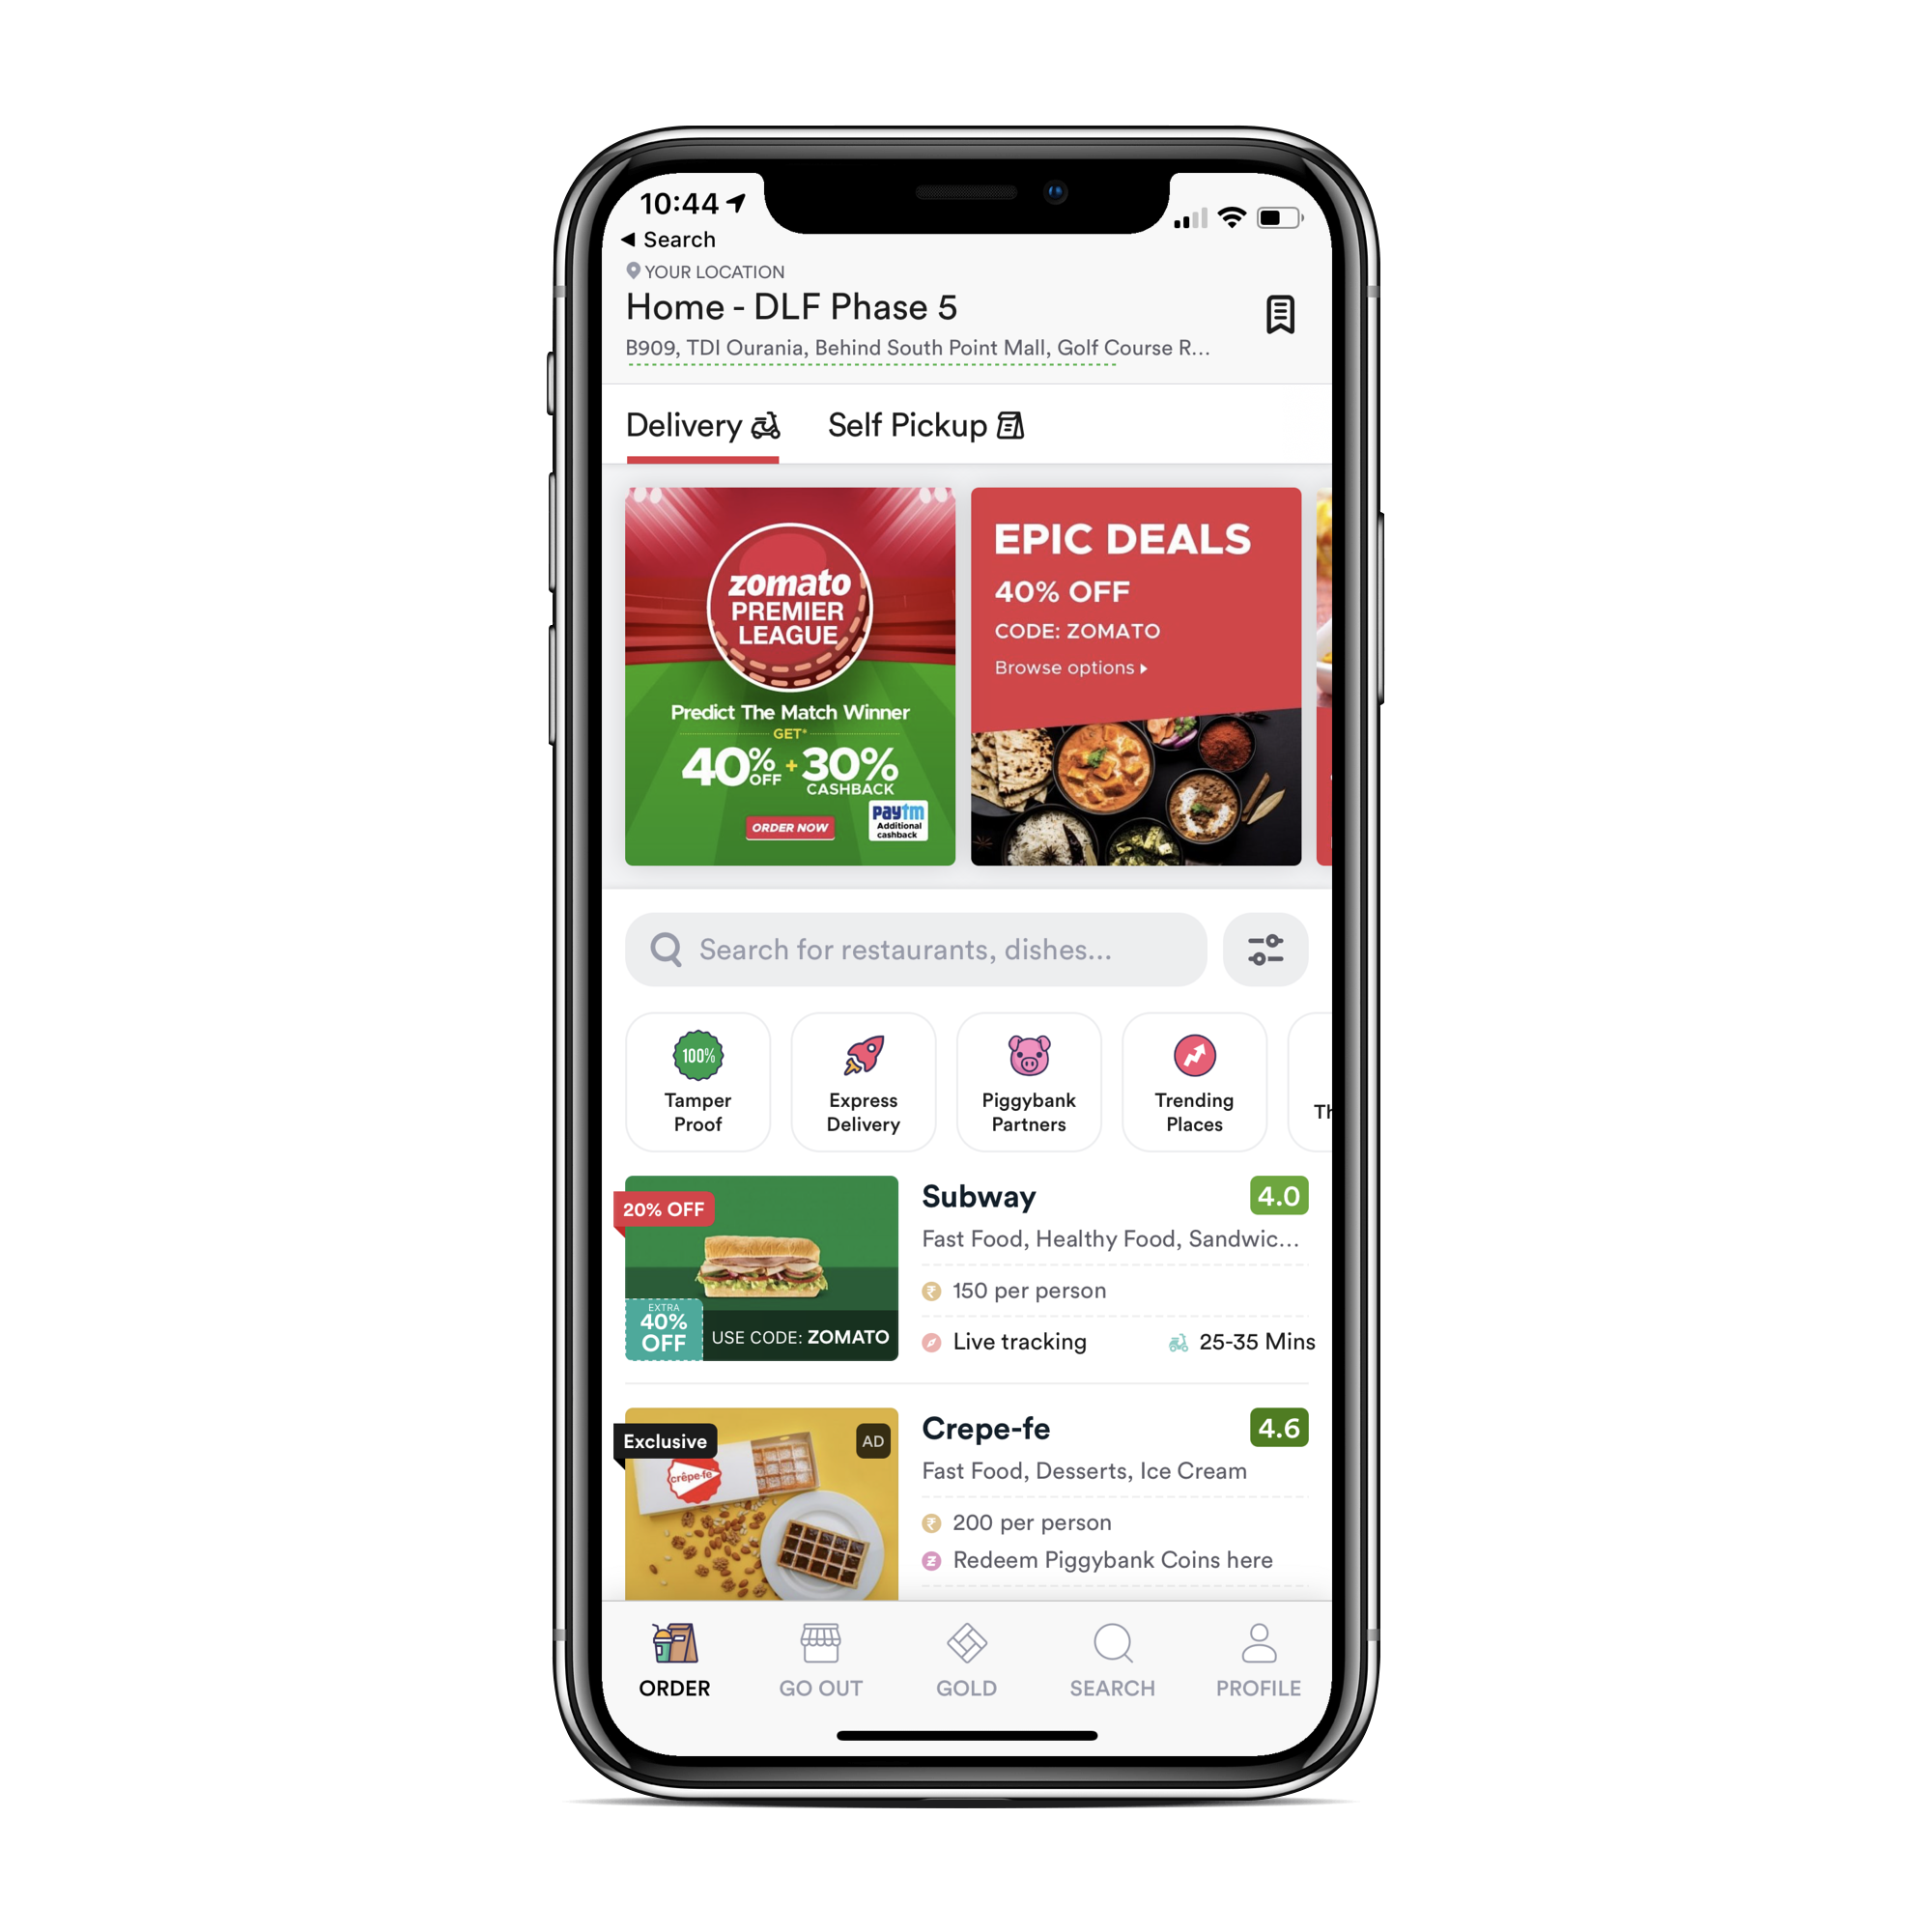 10:44
Search
YOUR LOCATION
Home - DLF Phase 5
B909, TDI Ourania, Behind South Point Mall, Golf Course R...
Delivery
Self Pickup
zomato
PREMIER
LEAGUE
Predict The Match Winner
GET*
40% OFF + 30% CASHBACK
ORDER NOW
paytm
Additional
cashback
EPIC DEALS
40% OFF
CODE: ZOMATO
Browse options
Search for restaurants, dishes...
100%
Tamper
Proof
Express
Delivery
Piggybank
Partners
Trending
Places
Th
20% OFF
EXTRA
40%
OFF
USE CODE: ZOMATO
Subway
4.0
Fast Food, Healthy Food, Sandwic...
150 per person
Live tracking
25-35 Mins
Exclusive
AD
crêpe-fe
Crepe-fe
4.6
Fast Food, Desserts, Ice Cream
200 per person
Redeem Piggybank Coins here
ORDER
GO OUT
GOLD
SEARCH
PROFILE